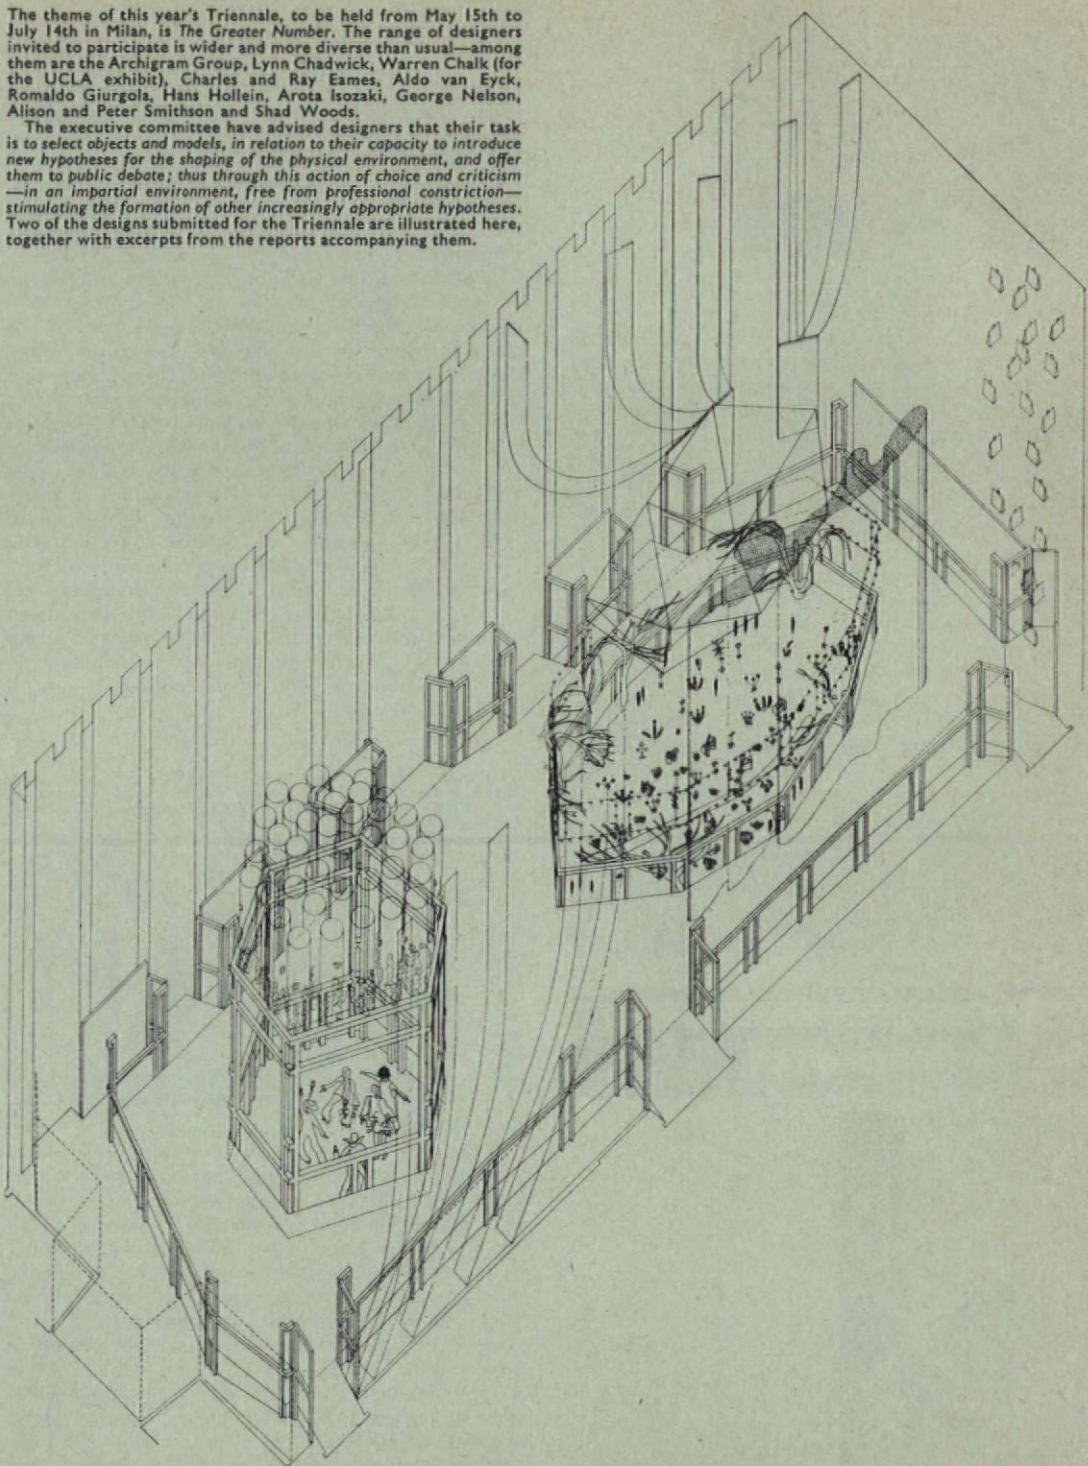 The theme of this year's Triennale, to be held from May 15th to
July 14th in Milan, is The Greater Number. The range of designers
invited to participate is wider and more diverse than usual—among
them are the Archigram Group, Lynn Chadwick, Warren Chalk (for
the UCLA exhibit), Charles and Ray Eames, Aldo van Eyck,
Romaldo Giurgola, Hans Hollein, Arota Isozaki, George Nelson,
Alison and Peter Smithson and Shad Woods.
The executive committee have advised designers that their task
is to select objects and models, in relation to their capacity to introduce
new hypotheses for the shaping of the physical environment, and offer
them to public debate; thus through this action of choice and criticism
—in an impartial environment, free from professional constriction—
stimulating the formation of other increasingly appropriate hypotheses.
Two of the designs submitted for the Triennale are illustrated here,
together with excerpts from the reports accompanying them.